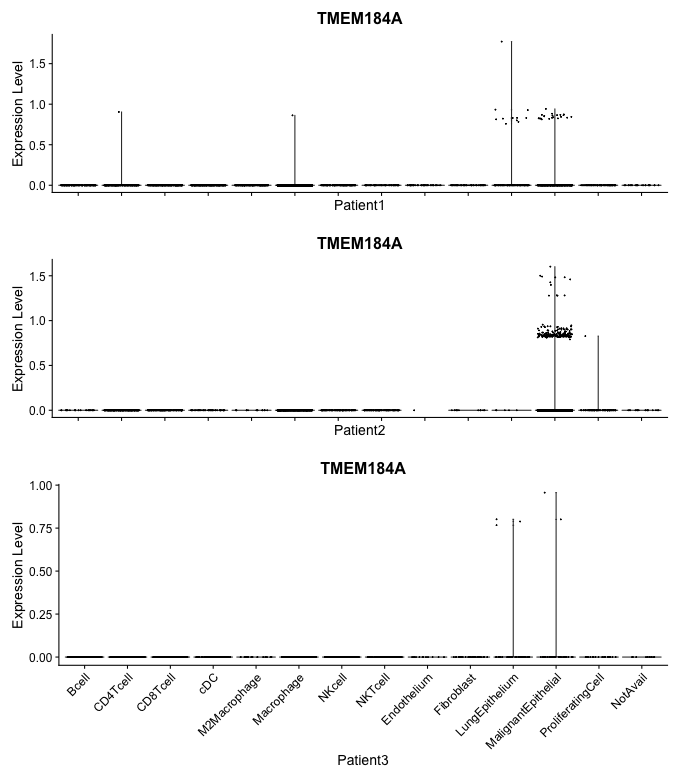 TMEM184A
Expression Level
1.5
1.0
0.5
0.0
Patient1
TMEM184A
Expression Level
1.5
1.0
0.5
0.0
Patient2
TMEM184A
Expression Level
1.00
0.75
0.50
0.25
0.00
Bcell
CD4Tcell
CD8Tcell
cDC
M2Macrophage
Macrophage
NKcell
NKTcell
Endothelium
Fibroblast
LungEpithelium
MalignantEpithelial
ProliferatingCell
NotAvail
Patient3